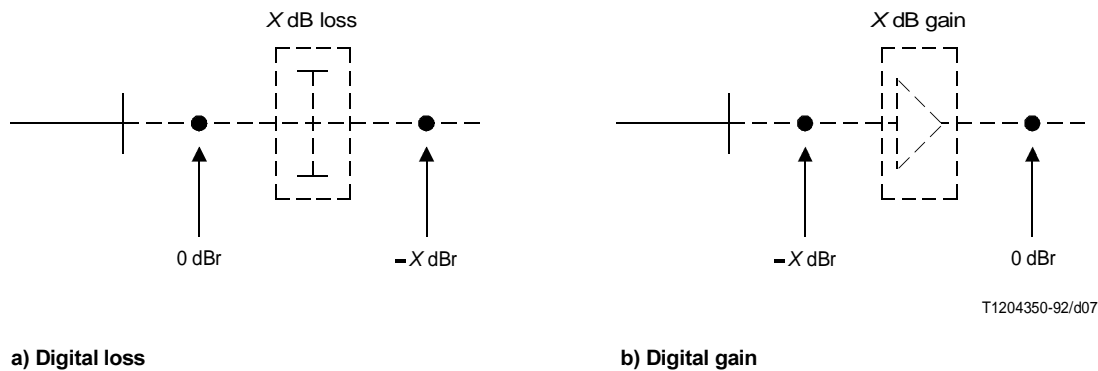 X dB loss
X dB gain
0 dBr
–X dBr
–X dBr
0 dBr
T1204350-92/d07
a) Digital loss
b) Digital gain